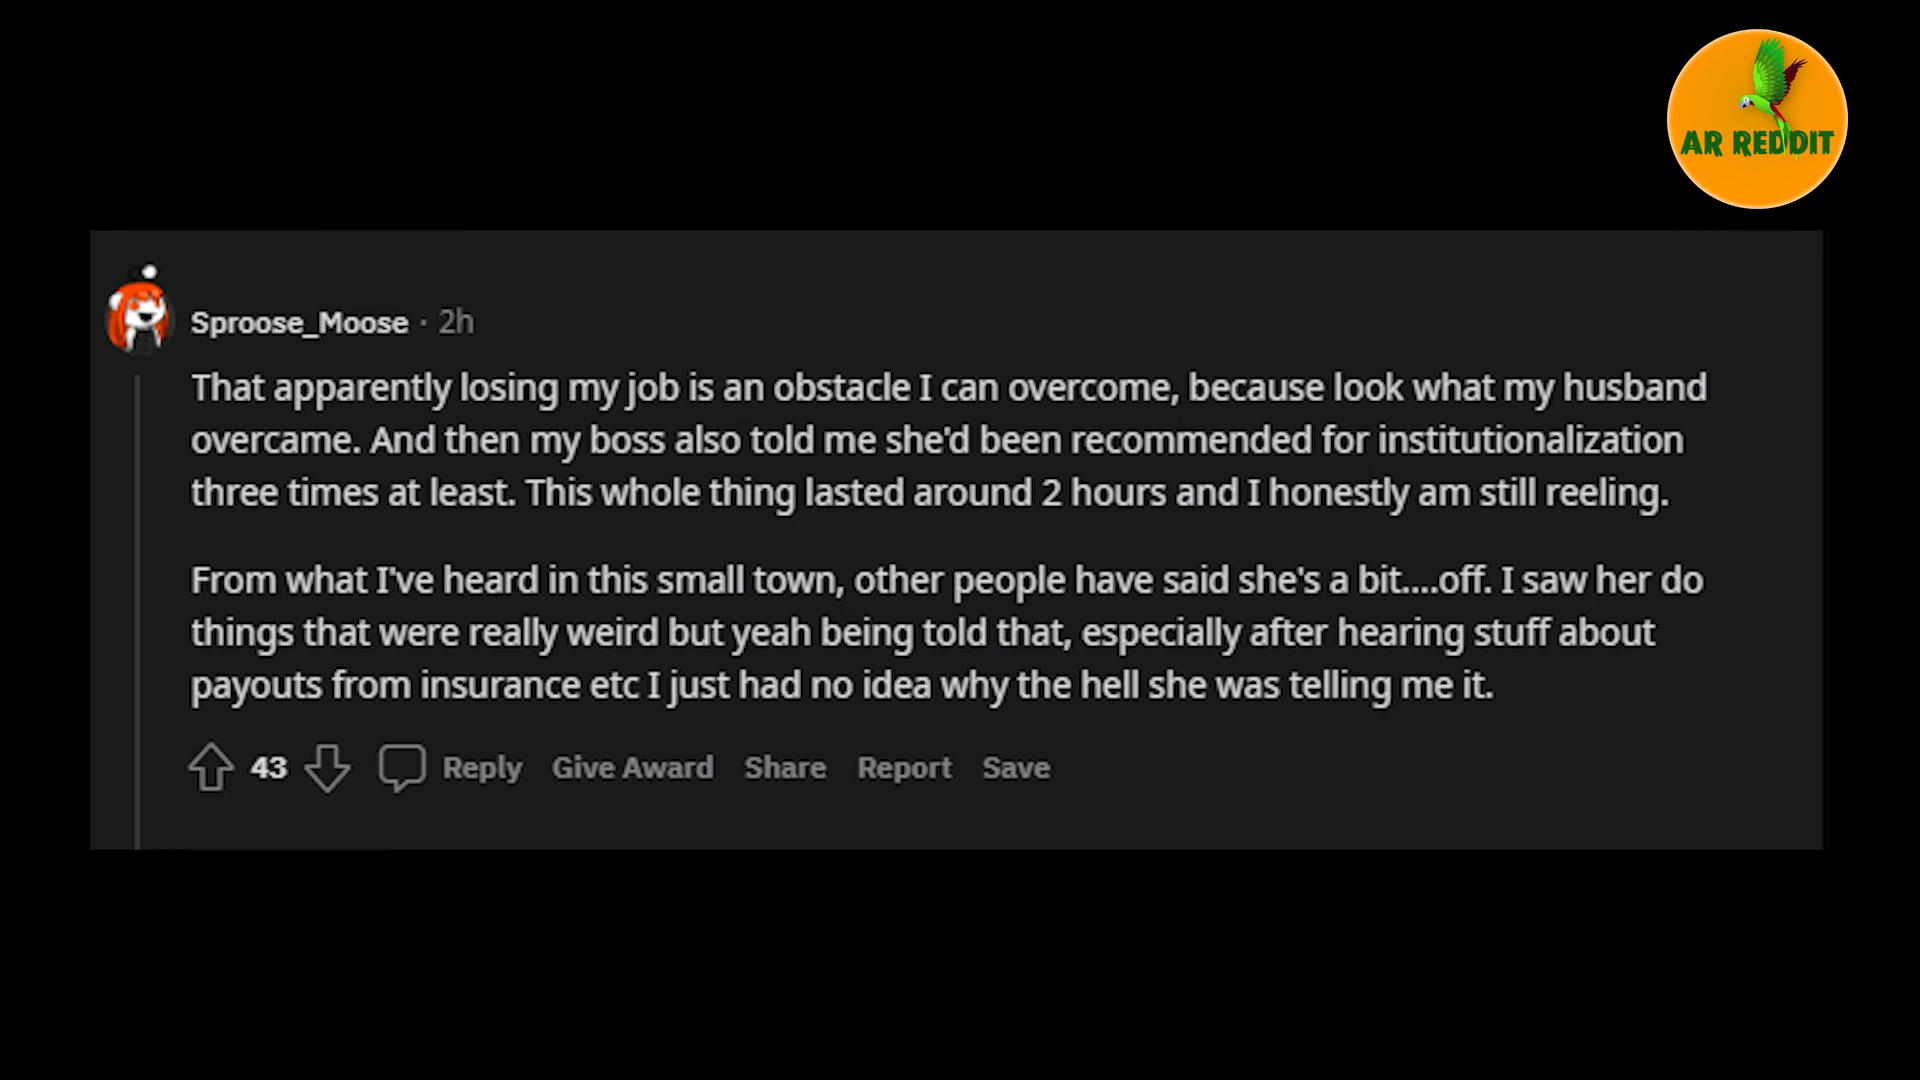 AR REDDIT
Sproose_Moose · 2h
That apparently losing my job is an obstacle I can overcome, because look what my husband
overcame. And then my boss also told me she'd been recommended for institutionalization
three times at least. This whole thing lasted around 2 hours and I honestly am still reeling.
From what I've heard in this small town, other people have said she's a bit....off. I saw her do
things that were really weird but yeah being told that, especially after hearing stuff about
payouts from insurance etc I just had no idea why the hell she was telling me it.
43 Reply Give Award Share Report Save